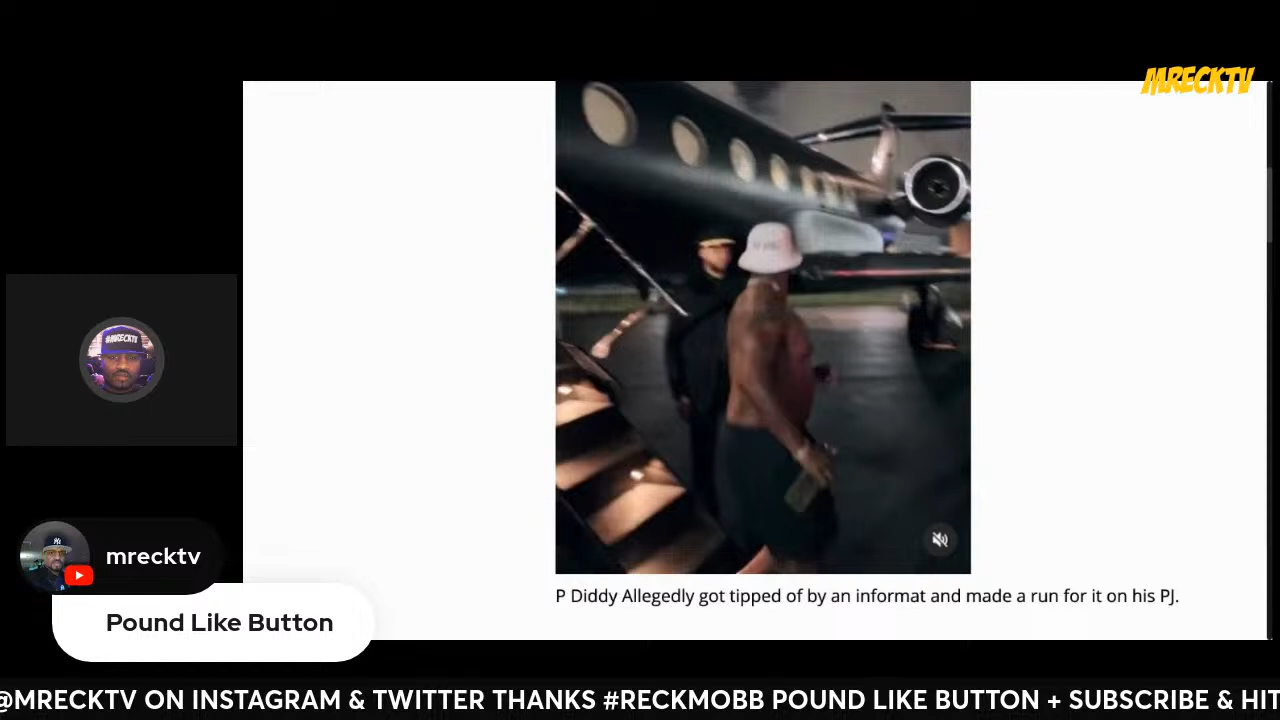 MRECKTV
#MRECKTV
P Diddy Allegedly got tipped of by an informat and made a run for it on his PJ.
mrecktv
Pound Like Button
@MRECKTV ON INSTAGRAM & TWITTER THANKS #RECKMOBB POUND LIKE BUTTON + SUBSCRIBE & HIT